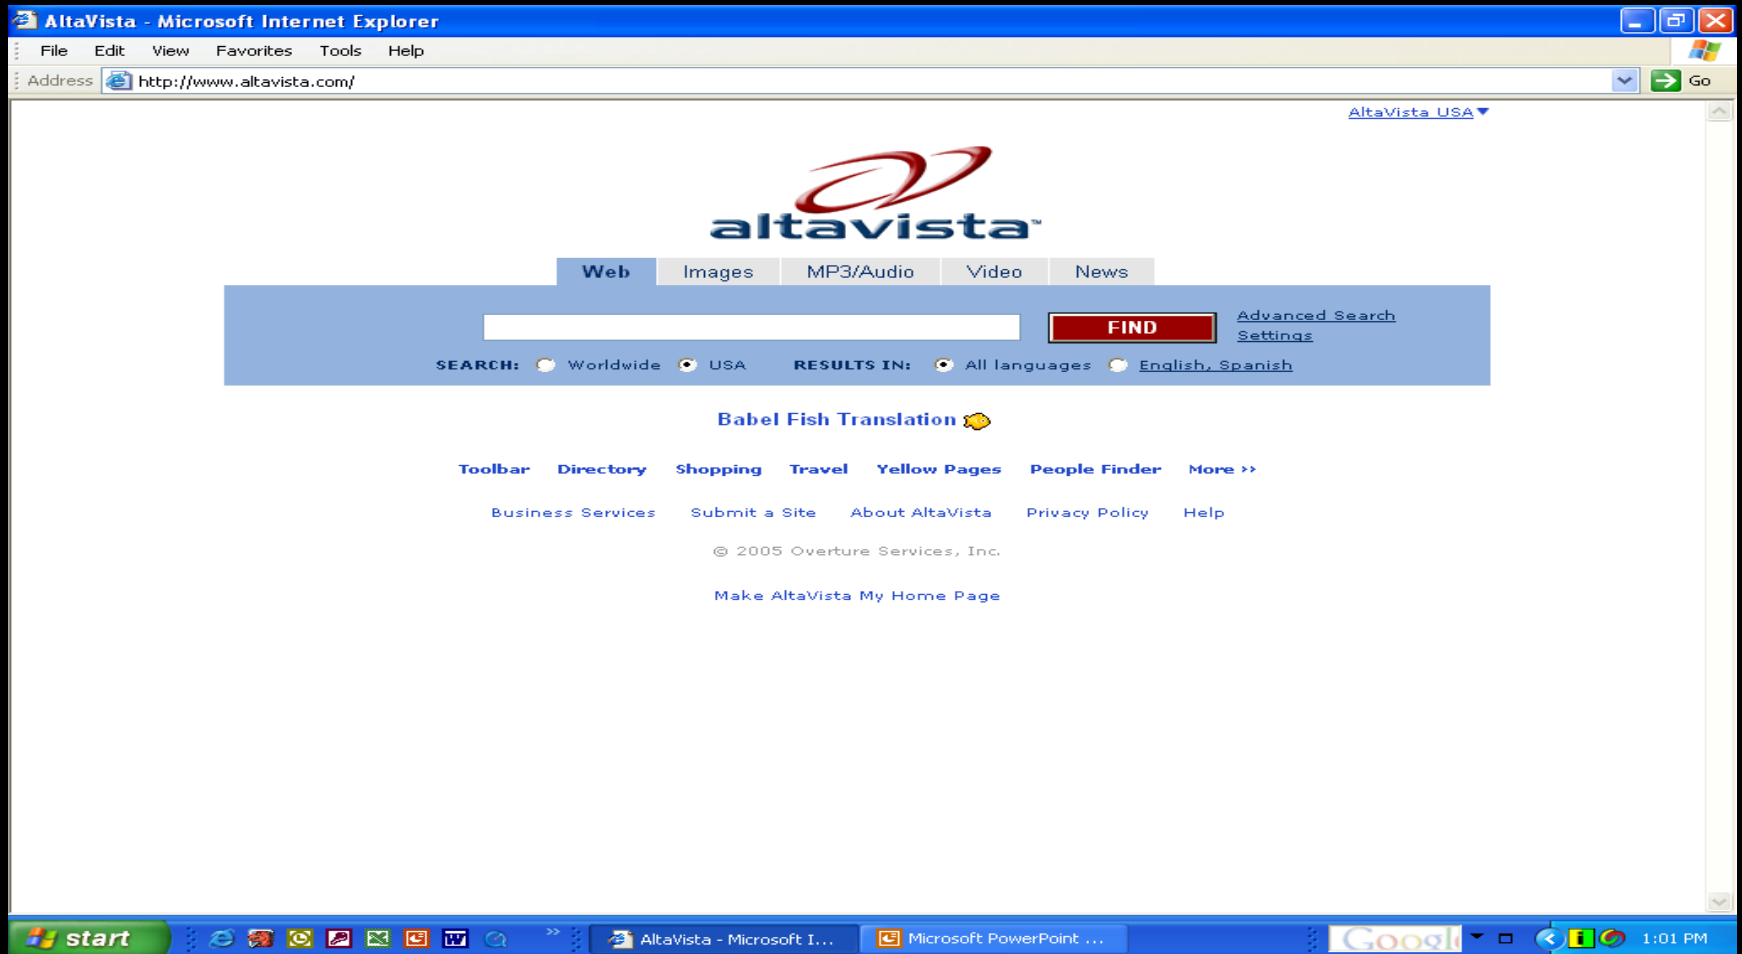 AltaVista - Microsoft Internet Explorer
File Edit View Favorites Tools Help
Address http://www.altavista.com/ Go
AltaVista USA
altavista™
Web Images MP3/Audio Video News
FIND
Advanced Search
Settings
SEARCH: Worldwide USA RESULTS IN: All languages English, Spanish
Babel Fish Translation
Toolbar Directory Shopping Travel Yellow Pages People Finder More >>
Business Services Submit a Site About AltaVista Privacy Policy Help
© 2005 Overture Services, Inc.
Make AltaVista My Home Page
start >> AltaVista - Microsoft I... Microsoft PowerPoint ... Googl 1:01 PM